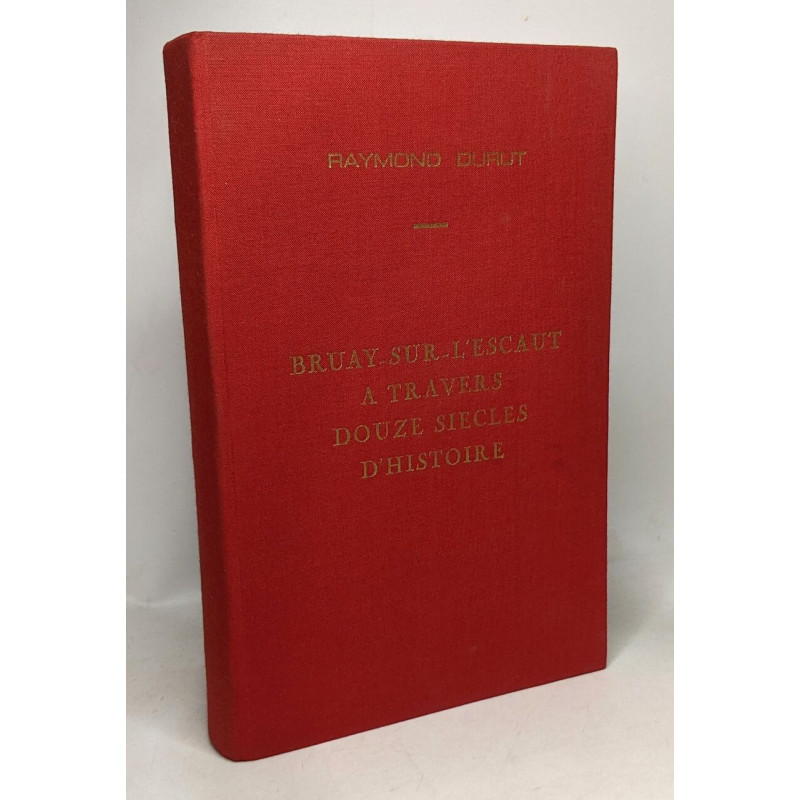 RAYMOND DURUT
BRUAY-SUR-L'ESCAUT
A TRAVERS
DOUZE SIECLES
D'HISTOIRE